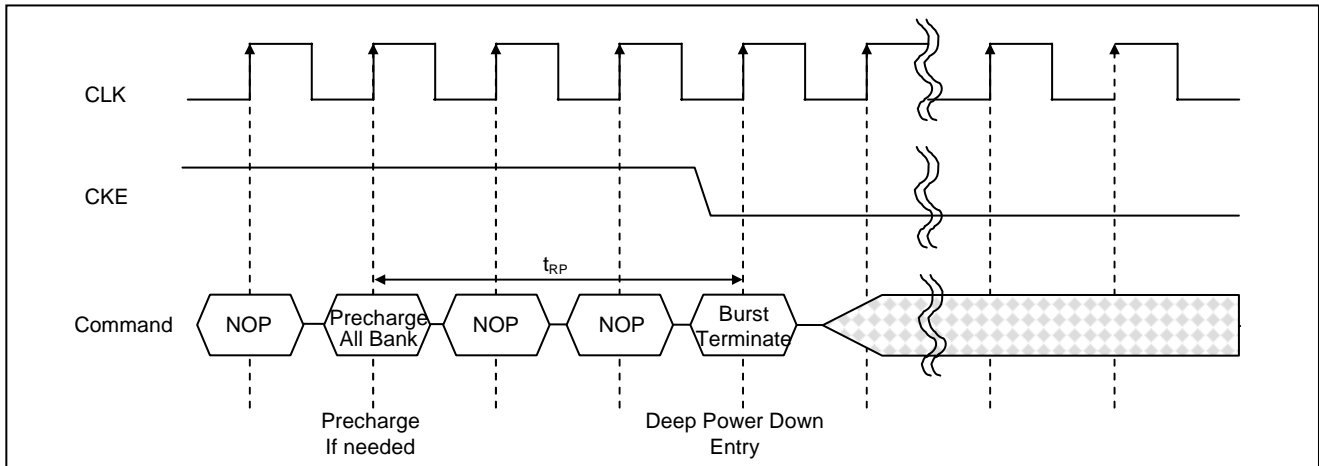 CLK
CKE
tRP
Command
NOP
Precharge
All Bank
NOP
NOP
Burst
Terminate
Precharge
If needed
Deep Power Down
Entry